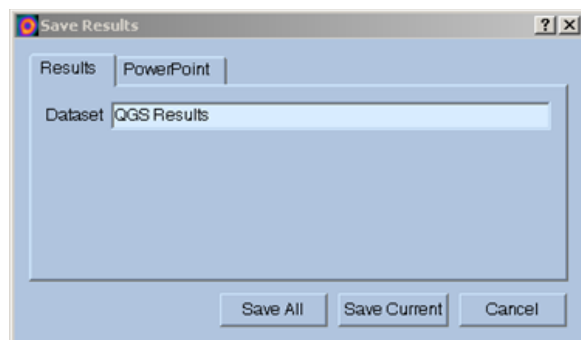 Save Results
Results PowerPoint
Dataset QGS Results
Save All Save Current Cancel